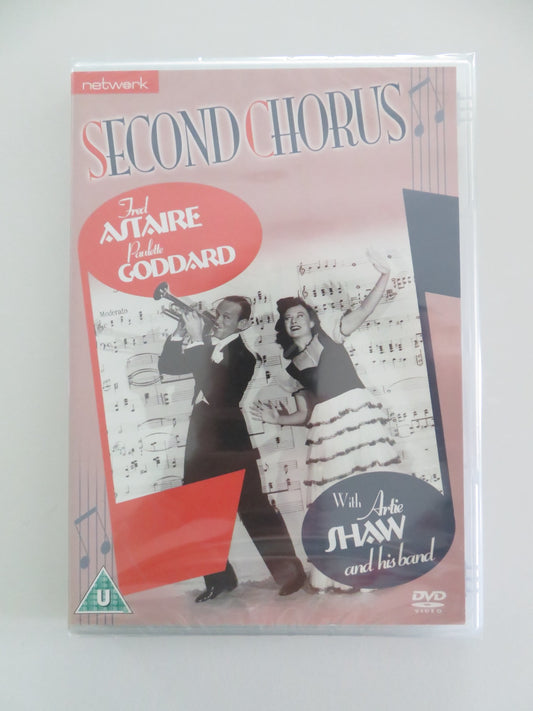 network
SECOND CHORUS
Fred
ASTAIRE
Paulette
GODDARD
Moderato
With Artie
SHAW
and his band
U
DVD
VIDEO